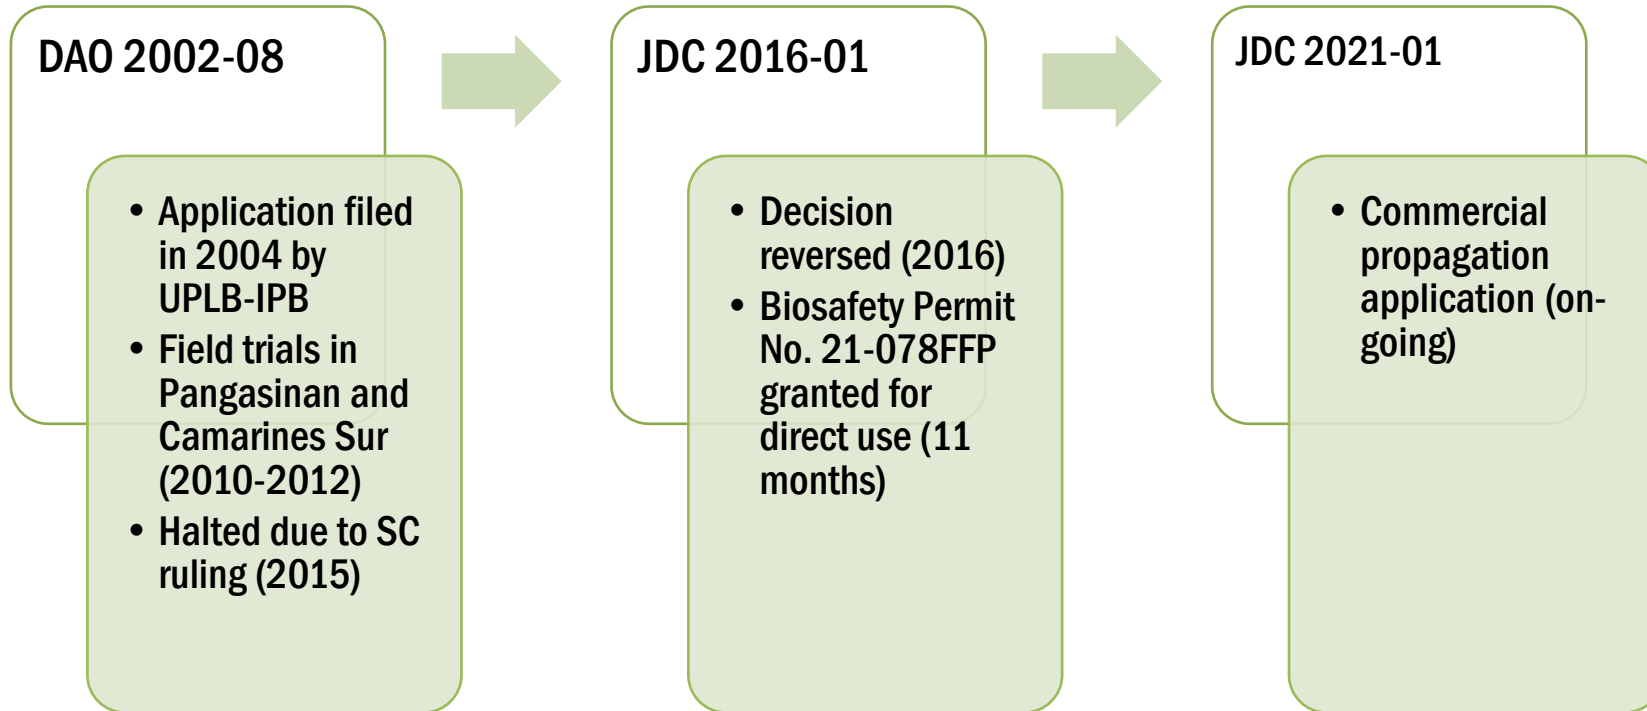 DAO 2002-08
• Application filed
in 2004 by
UPLB-IPB
• Field trials in
Pangasinan and
Camarines Sur
(2010-2012)
• Halted due to SC
ruling (2015)
JDC 2016-01
• Decision
reversed (2016)
• Biosafety Permit
No. 21-078FFP
granted for
direct use (11
months)
JDC 2021-01
• Commercial
propagation
application (on-
going)